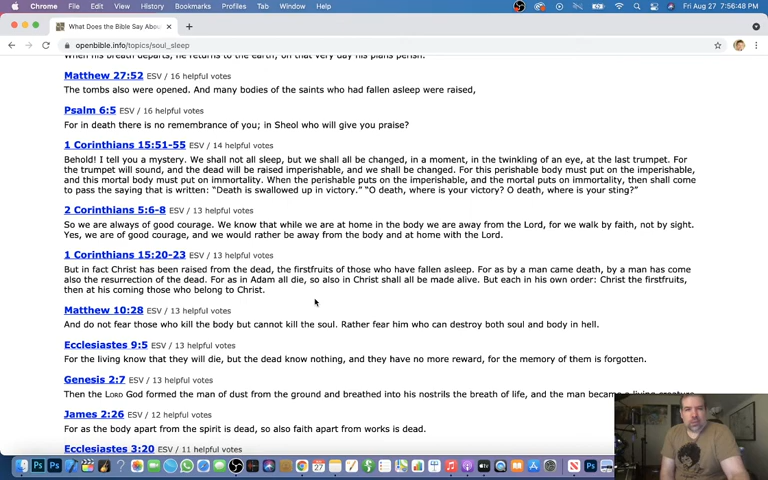 Chrome File Edit View History Bookmarks Profiles Tab Window Help Fri Aug 27 7:56:48 PM
What Does the Bible Say Abou
openbible.info/topics/soul_sleep
When his breath departs, he returns to the earth; on that very day his plans perish.
Matthew 27:52 ESV / 16 helpful votes
The tombs also were opened. And many bodies of the saints who had fallen asleep were raised,
Psalm 6:5 ESV / 16 helpful votes
For in death there is no remembrance of you; in Sheol who will give you praise?
1 Corinthians 15:51-55 ESV / 14 helpful votes
Behold! I tell you a mystery. We shall not all sleep, but we shall all be changed, in a moment, in the twinkling of an eye, at the last trumpet. For
the trumpet will sound, and the dead will be raised imperishable, and we shall be changed. For this perishable body must put on the imperishable,
and this mortal body must put on immortality. When the perishable puts on the imperishable, and the mortal puts on immortality, then shall come
to pass the saying that is written: “Death is swallowed up in victory.” “O death, where is your victory? O death, where is your sting?”
2 Corinthians 5:6-8 ESV / 13 helpful votes
So we are always of good courage. We know that while we are at home in the body we are away from the Lord, for we walk by faith, not by sight.
Yes, we are of good courage, and we would rather be away from the body and at home with the Lord.
1 Corinthians 15:20-23 ESV / 13 helpful votes
But in fact Christ has been raised from the dead, the firstfruits of those who have fallen asleep. For as by a man came death, by a man has come
also the resurrection of the dead. For as in Adam all die, so also in Christ shall all be made alive. But each in his own order: Christ the firstfruits,
then at his coming those who belong to Christ.
Matthew 10:28 ESV / 13 helpful votes
And do not fear those who kill the body but cannot kill the soul. Rather fear him who can destroy both soul and body in hell.
Ecclesiastes 9:5 ESV / 13 helpful votes
For the living know that they will die, but the dead know nothing, and they have no more reward, for the memory of them is forgotten.
Genesis 2:7 ESV / 13 helpful votes
Then the LORD God formed the man of dust from the ground and breathed into his nostrils the breath of life, and the man became a living creature.
James 2:26 ESV / 12 helpful votes
For as the body apart from the spirit is dead, so also faith apart from works is dead.
Ecclesiastes 3:20 ESV / 11 helpful votes